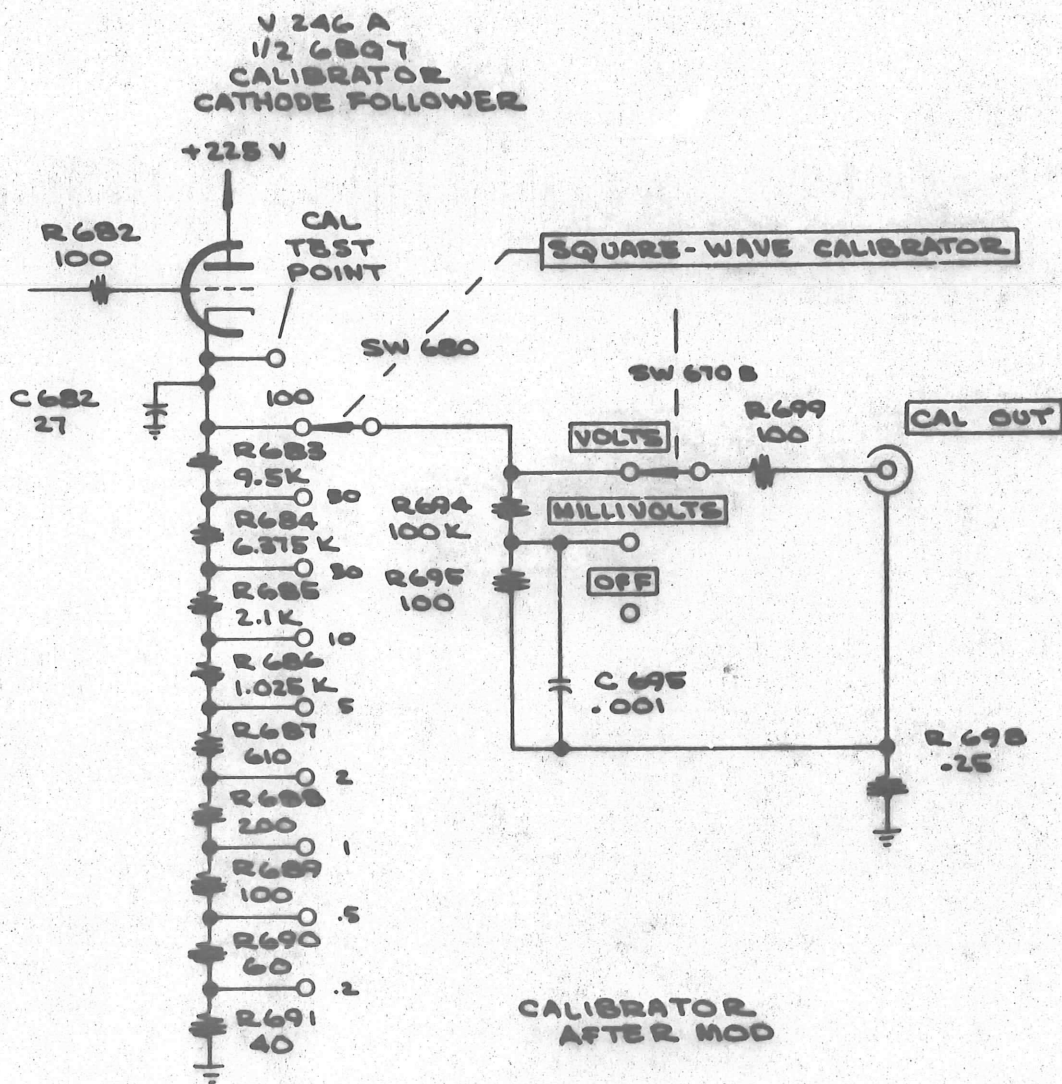 V 246 A
1/2 6BQ7
CALIBRATOR
CATHODE FOLLOWER
+225 V
R682
100
CAL
TEST
POINT
SQUARE-WAVE CALIBRATOR
SW 680
SW 670 B
C682
27
100
R683
9.5K
50
R684
6.375 K
20
R685
2.1K
10
R686
1.025 K
5
R687
610
2
R688
200
1
R689
100
.5
R690
60
.2
R691
40
VOLTS
R699
100
CAL OUT
R694
100 K
MILLIVOLTS
R695
100
OFF
C 695
.001
R 698
.25
CALIBRATOR
AFTER MOD